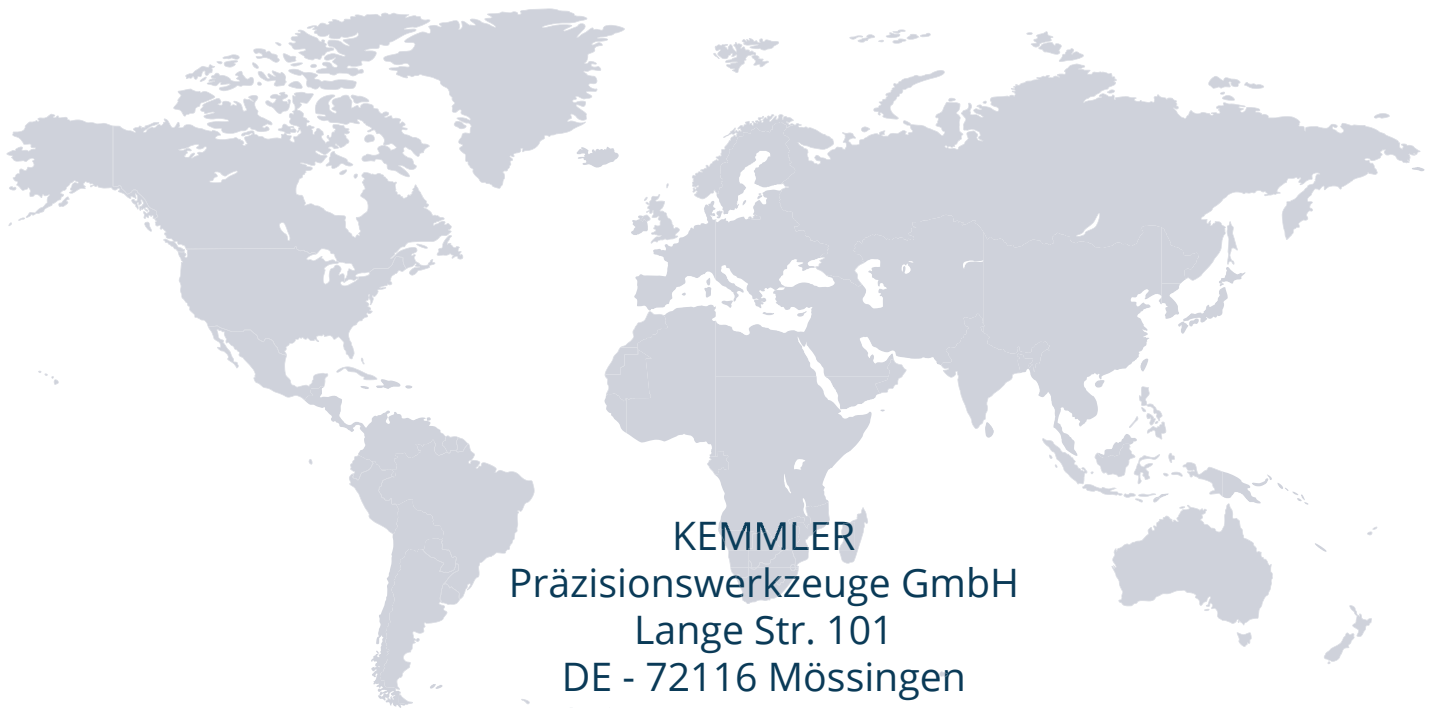 KEMMLER
Präzisionswerkzeuge GmbH
Lange Str. 101
DE - 72116 Mössingen